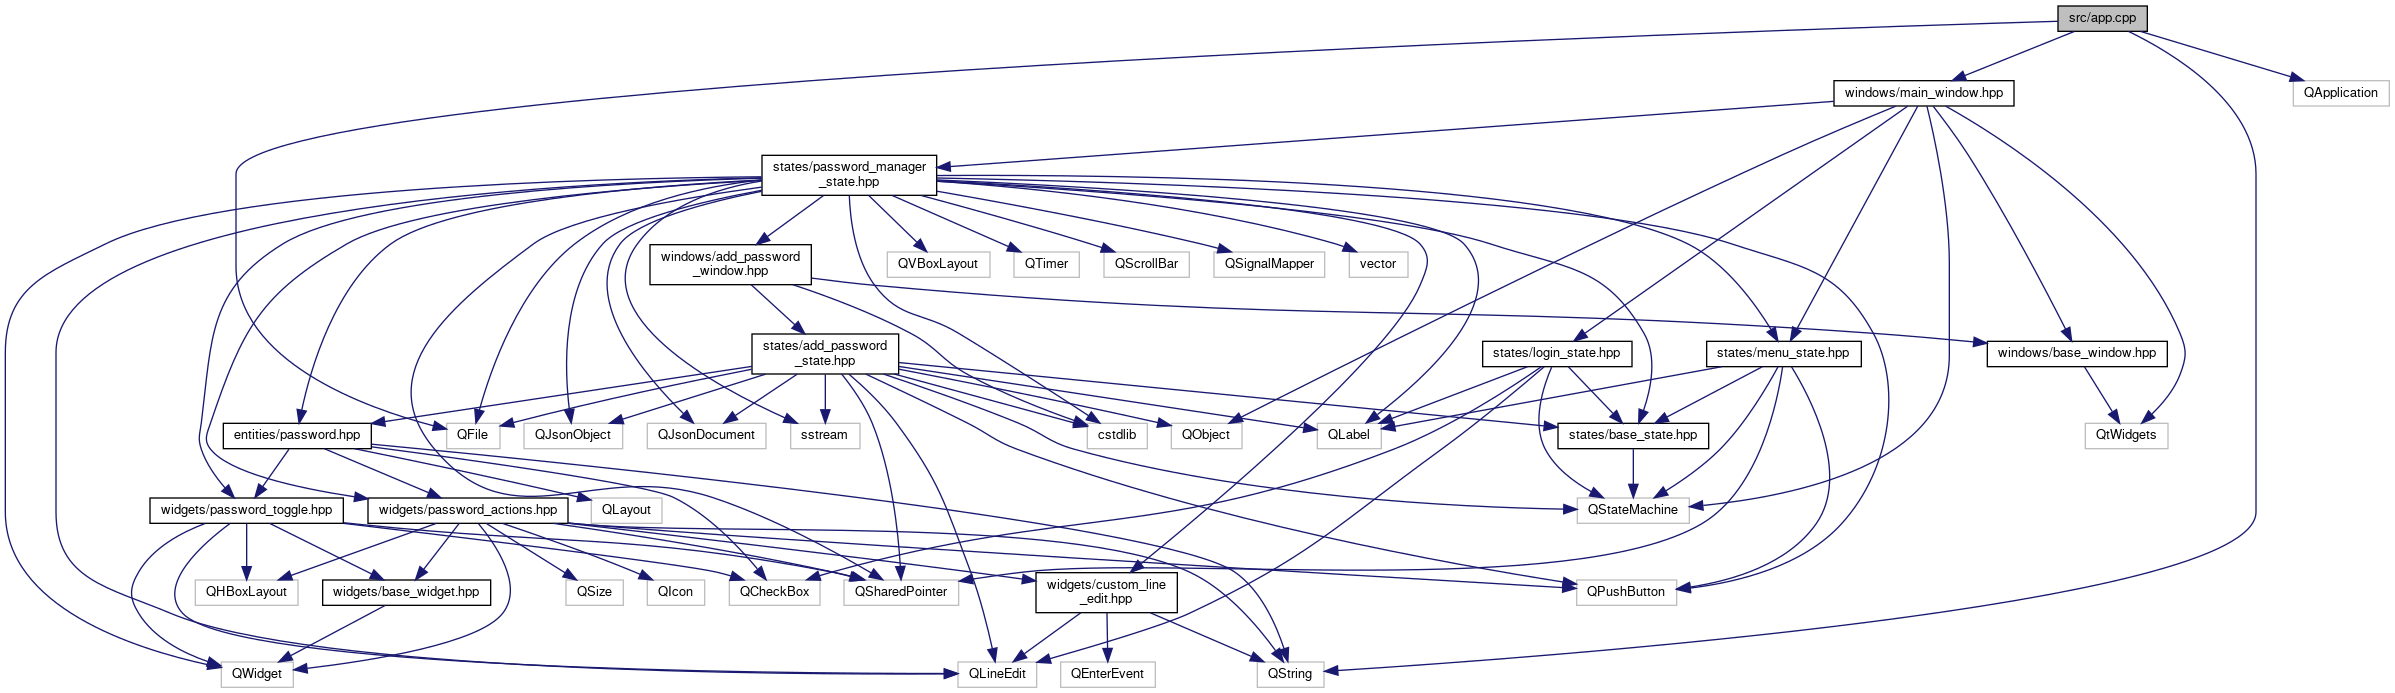 src/app.cpp
windows/main_window.hpp
QApplication
states/password_manager
_state.hpp
windows/add_password
_window.hpp
QVBoxLayout
QTimer
QScrollBar
QSignalMapper
vector
states/add_password
_state.hpp
states/login_state.hpp
states/menu_state.hpp
windows/base_window.hpp
entities/password.hpp
QFile
QJsonObject
QJsonDocument
sstream
cstdlib
QObject
QLabel
states/base_state.hpp
QtWidgets
widgets/password_toggle.hpp
widgets/password_actions.hpp
QLayout
QStateMachine
QHBoxLayout
widgets/base_widget.hpp
QSize
QIcon
QCheckBox
QSharedPointer
widgets/custom_line
_edit.hpp
QPushButton
QWidget
QLineEdit
QEnterEvent
QString